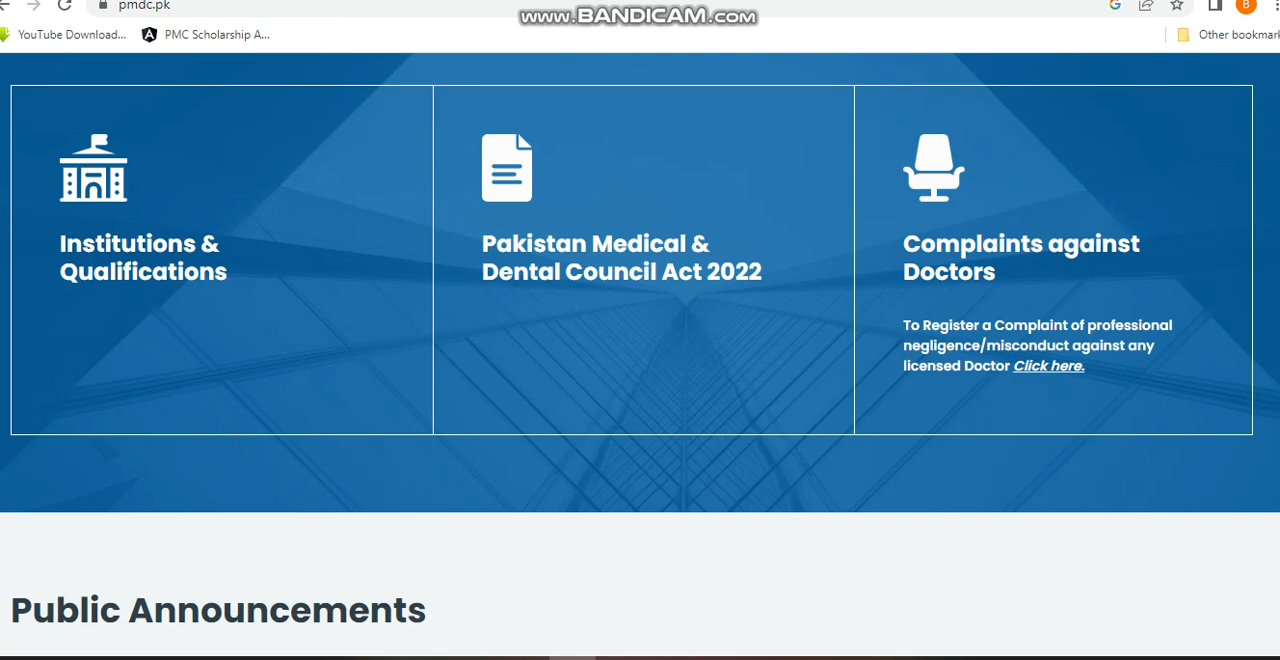 pmdc.pk
www.BANDICAM.com
B
YouTube Download...
PMC Scholarship A...
Other bookmar
Institutions &
Qualifications
Pakistan Medical &
Dental Council Act 2022
Complaints against
Doctors
To Register a Complaint of professional
negligence/misconduct against any
licensed Doctor Click here.
Public Announcements